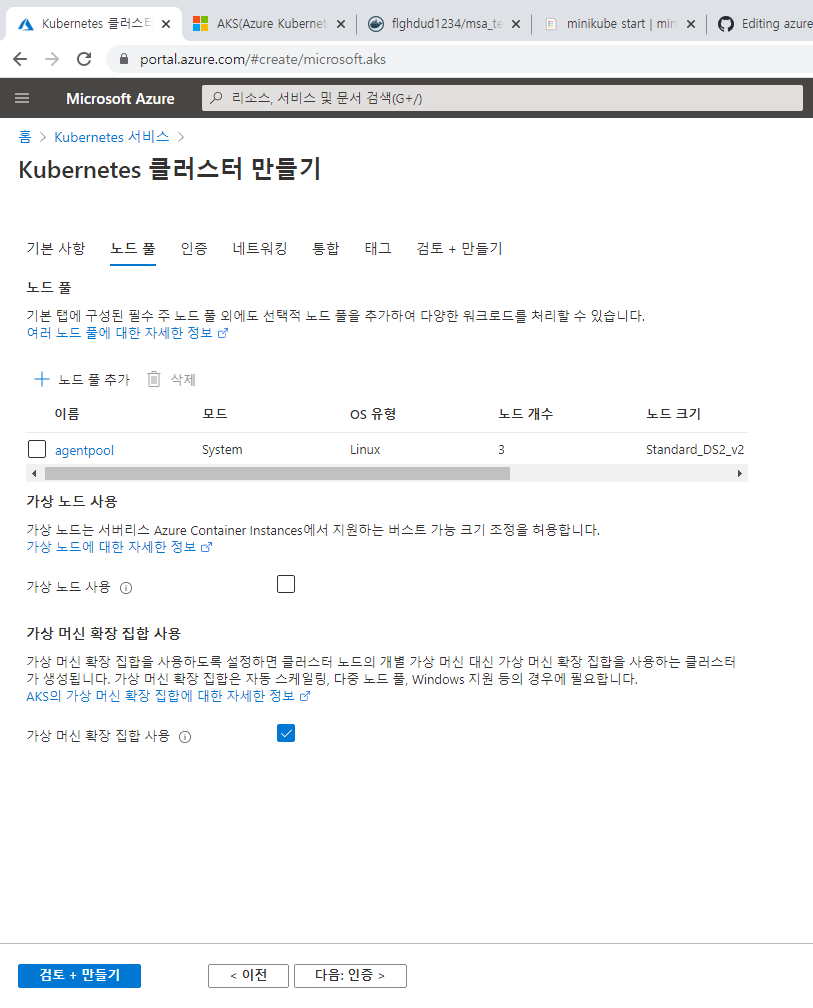 Kubernetes 클러스터
AKS(Azure Kubernet
flghdud1234/msa_te
minikube start | min
Editing azure
portal.azure.com/#create/microsoft.aks
Microsoft Azure
리소스, 서비스 및 문서 검색(G+/)
홈 > Kubernetes 서비스 >
Kubernetes 클러스터 만들기
기본 사항 노드 풀 인증 네트워킹 통합 태그 검토 + 만들기
노드 풀
기본 탭에 구성된 필수 주 노드 풀 외에도 선택적 노드 풀을 추가하여 다양한 워크로드를 처리할 수 있습니다.
여러 노드 풀에 대한 자세한 정보
노드 풀 추가 삭제
이름 모드 OS 유형 노드 개수 노드 크기
agentpool System Linux 3 Standard_DS2_v2
가상 노드 사용
가상 노드는 서버리스 Azure Container Instances에서 지원하는 버스트 가능 크기 조정을 허용합니다.
가상 노드에 대한 자세한 정보
가상 노드 사용
가상 머신 확장 집합 사용
가상 머신 확장 집합을 사용하도록 설정하면 클러스터 노드의 개별 가상 머신 대신 가상 머신 확장 집합을 사용하는 클러스터
가 생성됩니다. 가상 머신 확장 집합은 자동 스케일링, 다중 노드 풀, Windows 지원 등의 경우에 필요합니다.
AKS의 가상 머신 확장 집합에 대한 자세한 정보
가상 머신 확장 집합 사용
검토 + 만들기
< 이전
다음: 인증 >